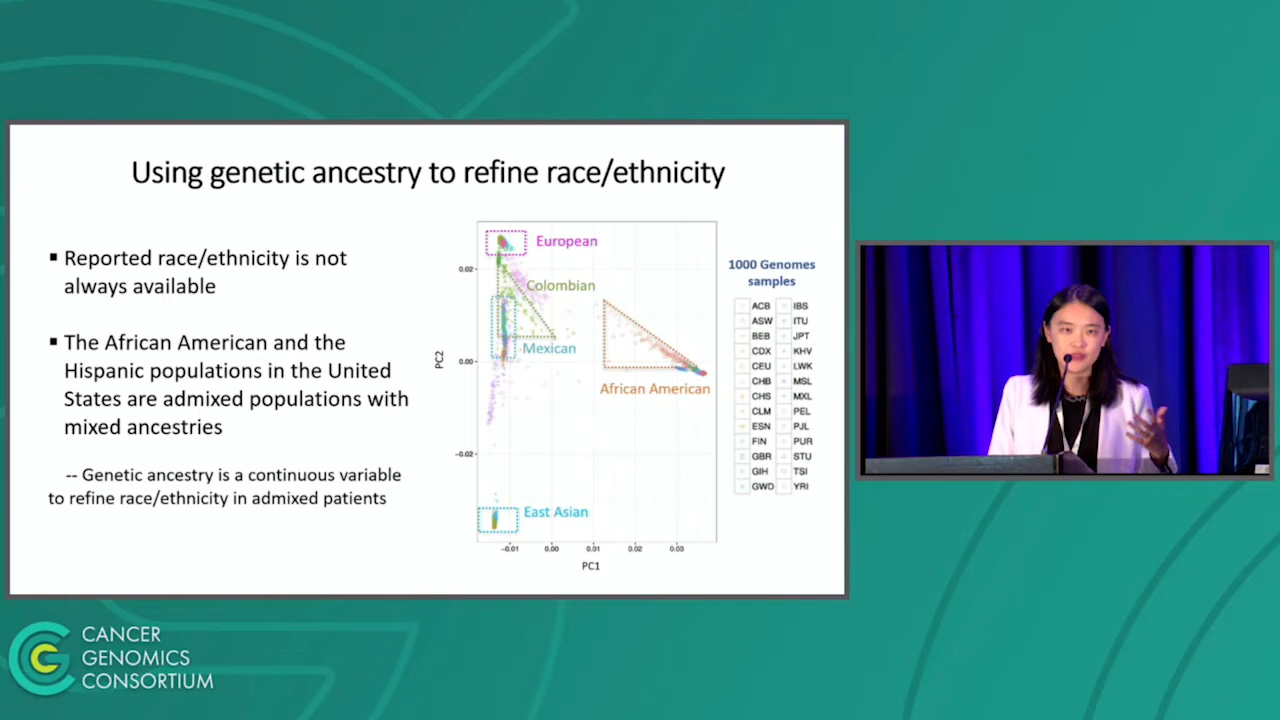 Using genetic ancestry to refine race/ethnicity
▪ Reported race/ethnicity is not
always available
▪ The African American and the
Hispanic populations in the United
States are admixed populations with
mixed ancestries
-- Genetic ancestry is a continuous variable
to refine race/ethnicity in admixed patients
European
Colombian
Mexican
African American
East Asian
0.02
0.00
-0.02
PC2
-0.01 0.00 0.01 0.02 0.03
PC1
1000 Genomes
samples
ACB IBS
ASW ITU
BEB JPT
CDX KHV
CEU LWK
CHB MSL
CHS MXL
CLM PEL
ESN PJL
FIN PUR
GBR STU
GIH TSI
GWD YRI
CANCER
GENOMICS
CONSORTIUM